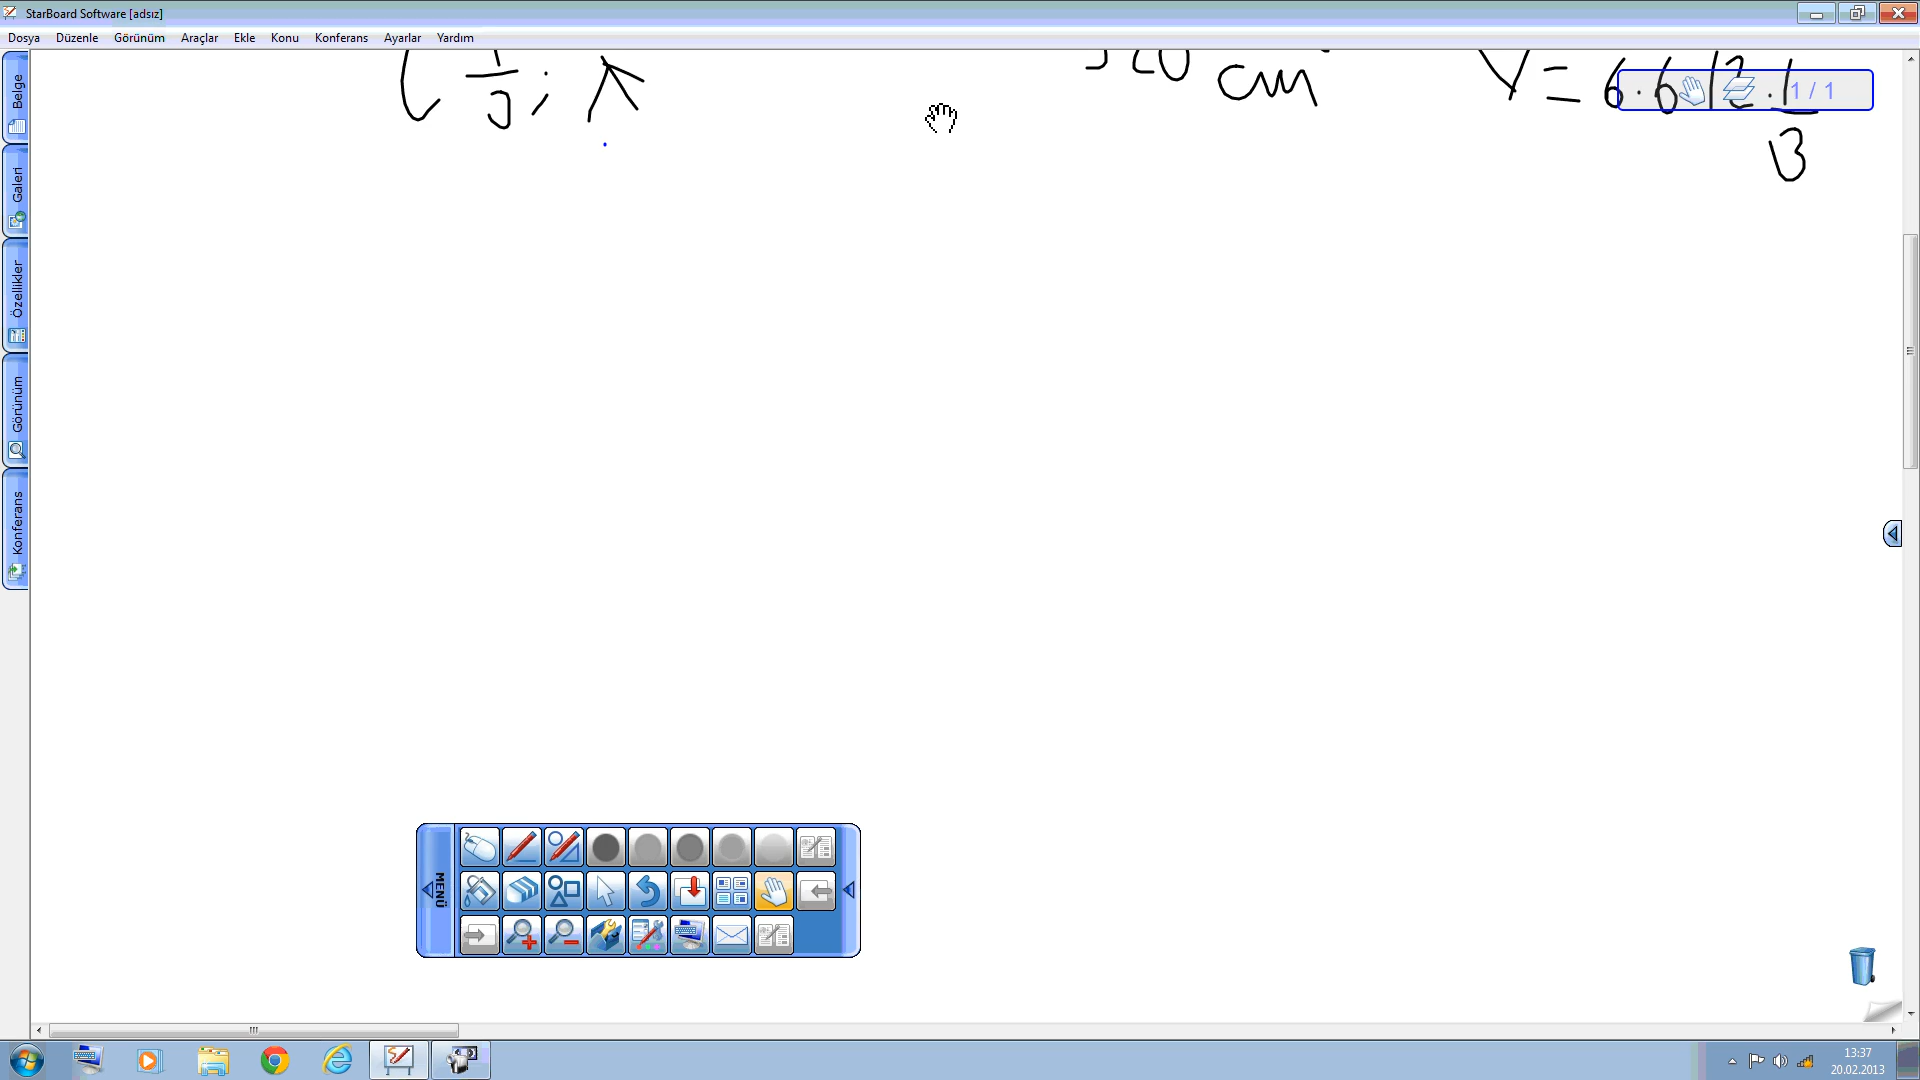 StarBoard Software [adsız]
Dosya Düzenle Görünüm Araçlar Ekle Konu Konferans Ayarlar Yardım
Belge
Galeri
Özellikler
Görünüm
Konferans
cm
V = 6 · 6 12 · 1
3
1 / 1
MENÜ
13:37
20.02.2013